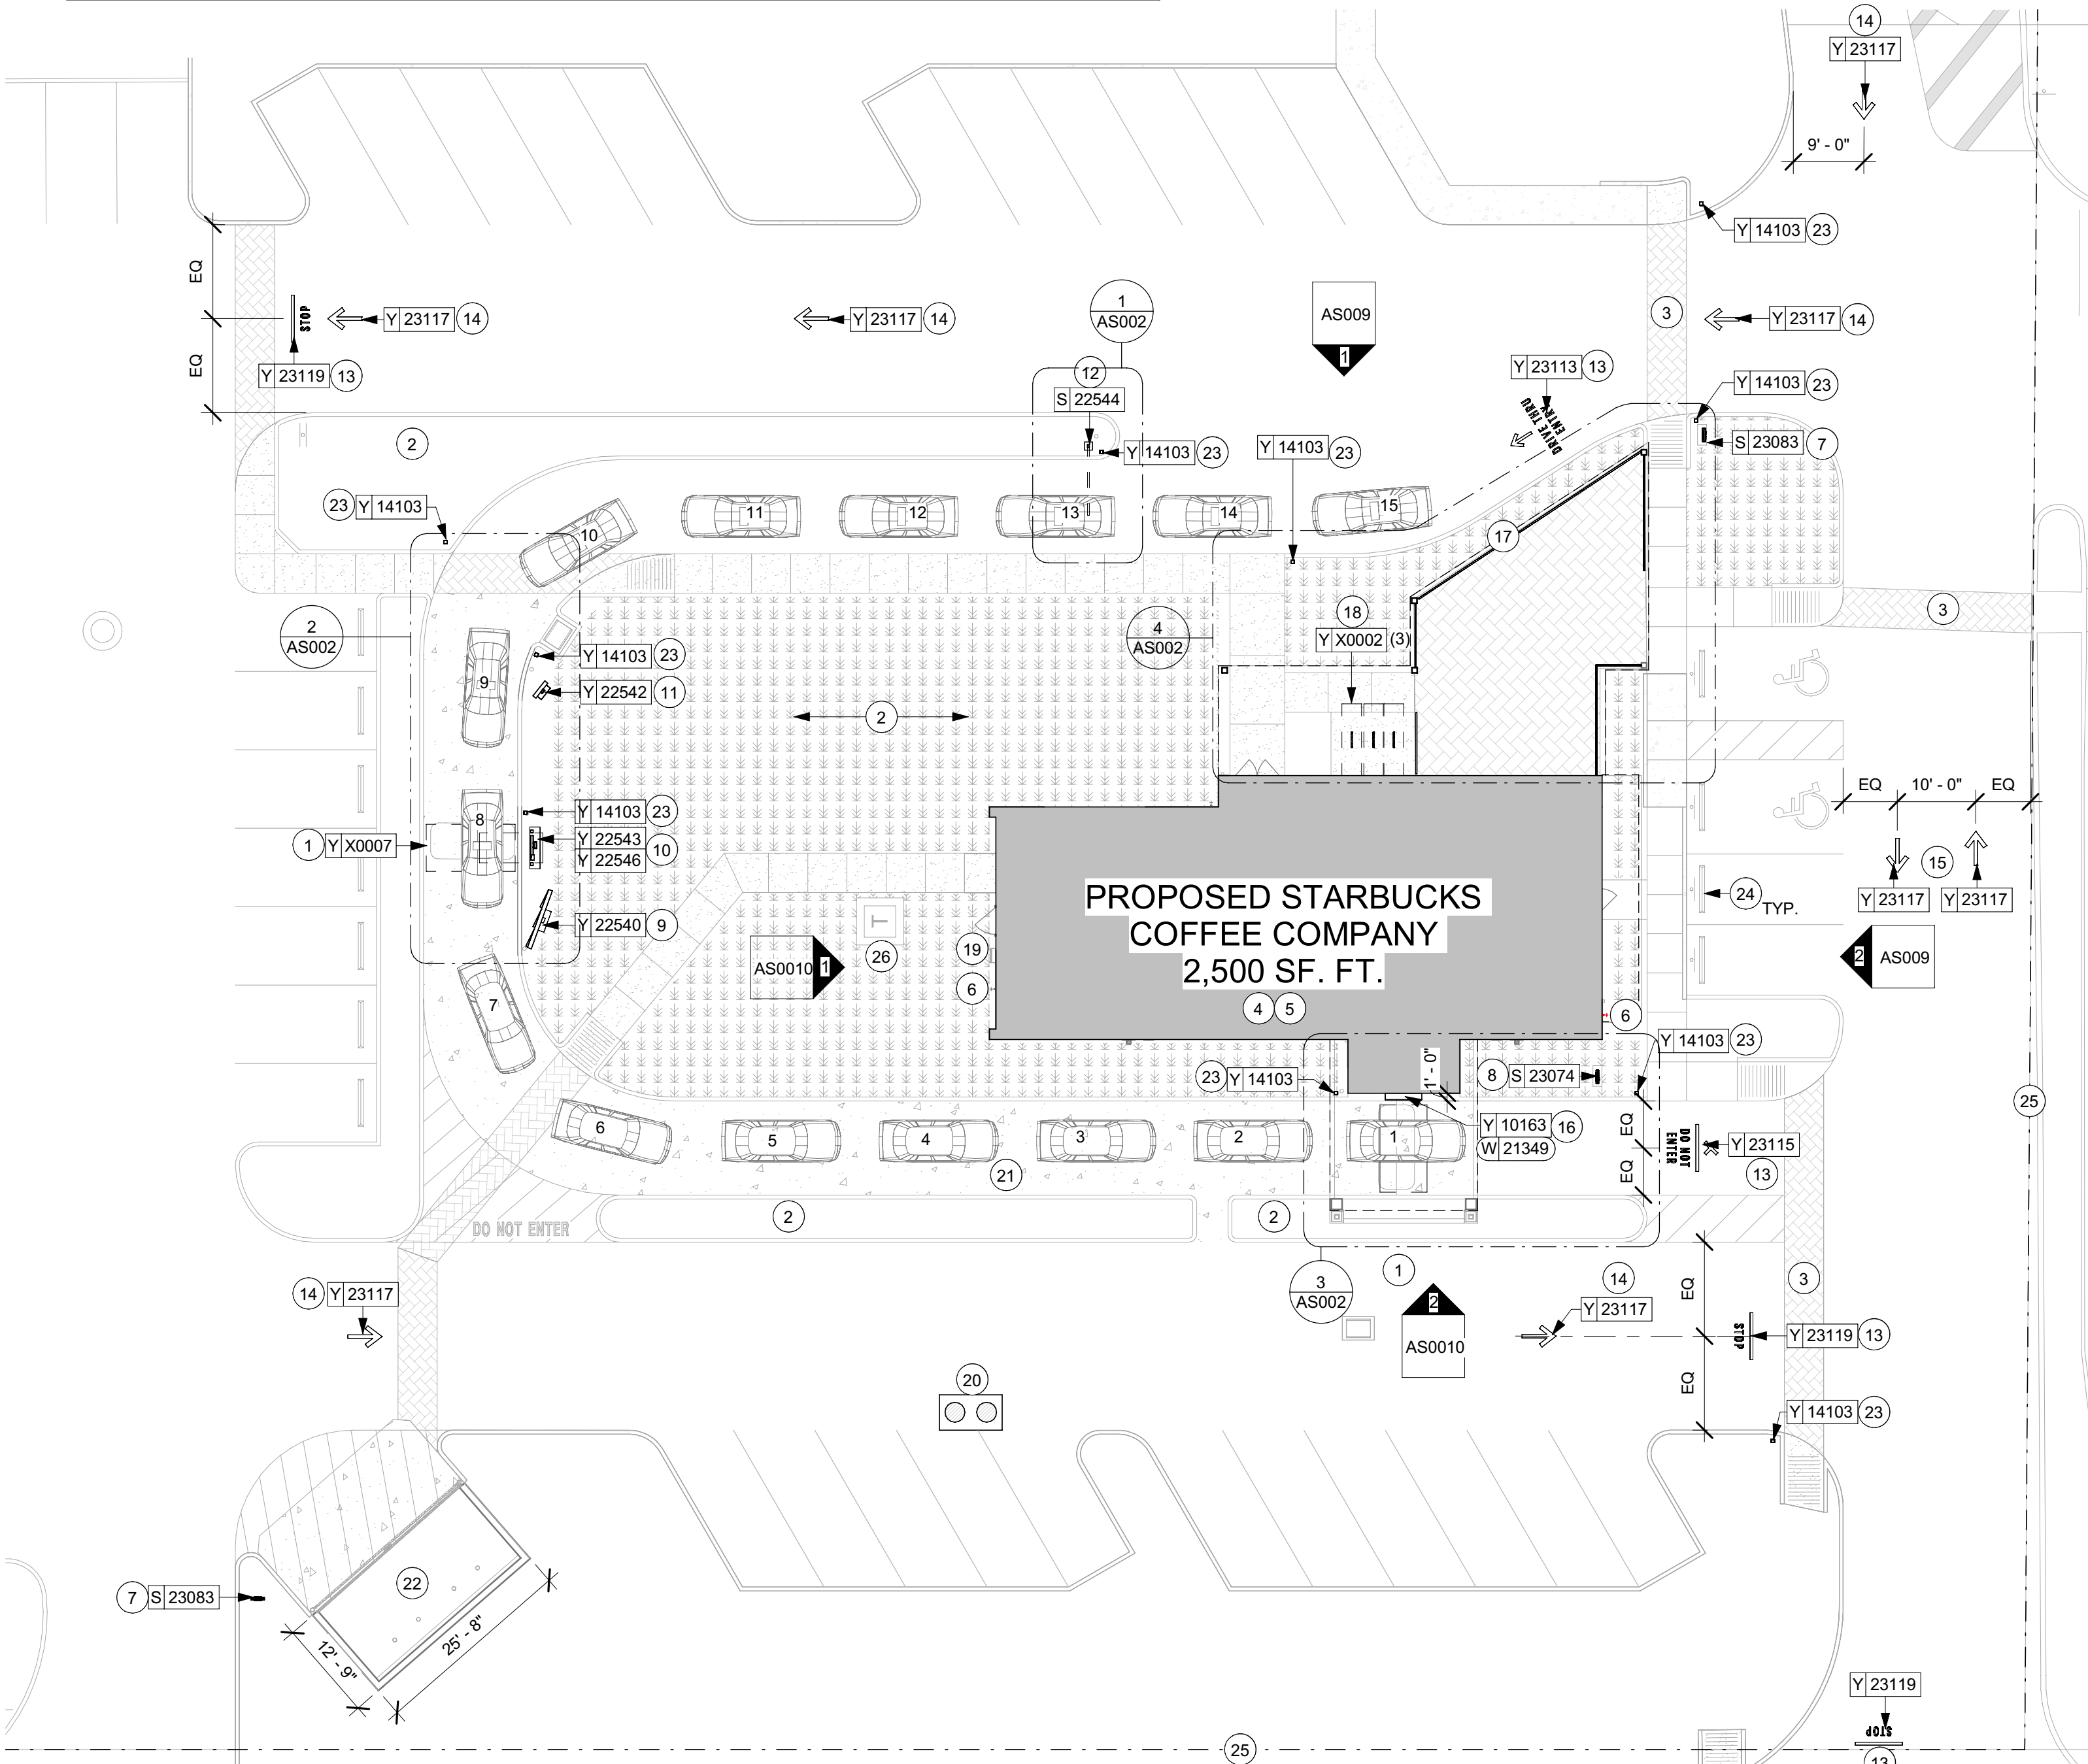 14
Y 23117
9' - 0"
Y 14103 23
EQ
STOP
Y 23117 14
Y 23117 14
1
AS002
AS009
1
3
Y 23117 14
EQ
Y 23119 13
12
S 22544
Y 23113 13
DRIVE THRU
ENTRY
Y 14103 23
2
Y 14103 23
Y 14103 23
S 23083 7
23 Y 14103
10
11
12
13
14
15
17
2
AS002
4
AS002
18
Y X0002 (3)
3
9
Y 14103 23
Y 22542 11
2
EQ
10' - 0"
EQ
8
1 Y X0007
Y 14103 23
Y 22543
Y 22546
10
15
Y 23117
Y 23117
24 TYP.
PROPOSED STARBUCKS
COFFEE COMPANY
2,500 SF. FT.
4 5
Y 22540 9
AS0010 1
26
19
6
2 AS009
7
6
Y 14103 23
23 Y 14103
1' - 0"
8 S 23074
25
6
5
4
3
2
1
21
Y 10163 16
W 21349
EQ
EQ
DO NOT
ENTER
Y 23115
13
DO NOT ENTER
2
2
3
AS002
1
2
AS0010
14
Y 23117
EQ
EQ
3
14 Y 23117
STOP
Y 23119 13
20
Y 14103 23
22
7 S 23083
12' - 9"
25' - 8"
Y 23119
STOP
13
25